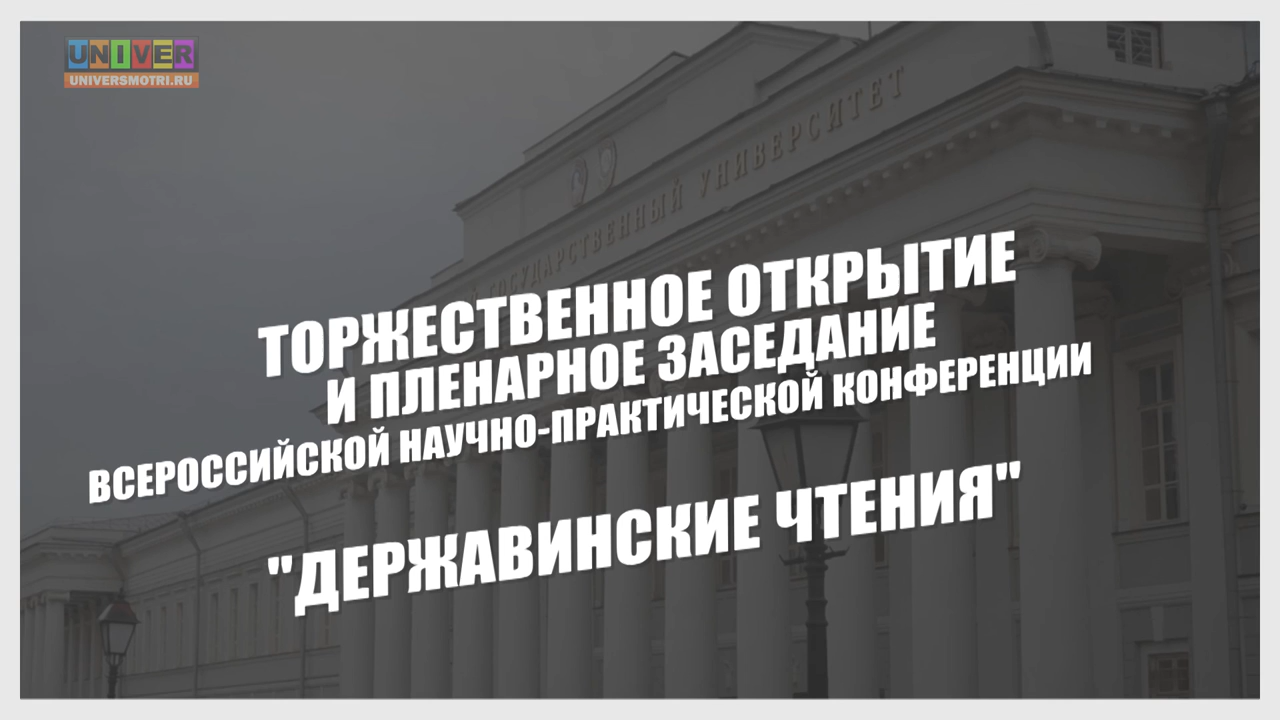 UNIVER
UNIVERSMOTRI.RU
ГОСУДАРСТВЕННЫЙ УНИВЕРСИТЕТ
ТОРЖЕСТВЕННОЕ ОТКРЫТИЕ
И ПЛЕНАРНОЕ ЗАСЕДАНИЕ
ВСЕРОССИЙСКОЙ НАУЧНО-ПРАКТИЧЕСКОЙ КОНФЕРЕНЦИИ
"ДЕРЖАВИНСКИЕ ЧТЕНИЯ"